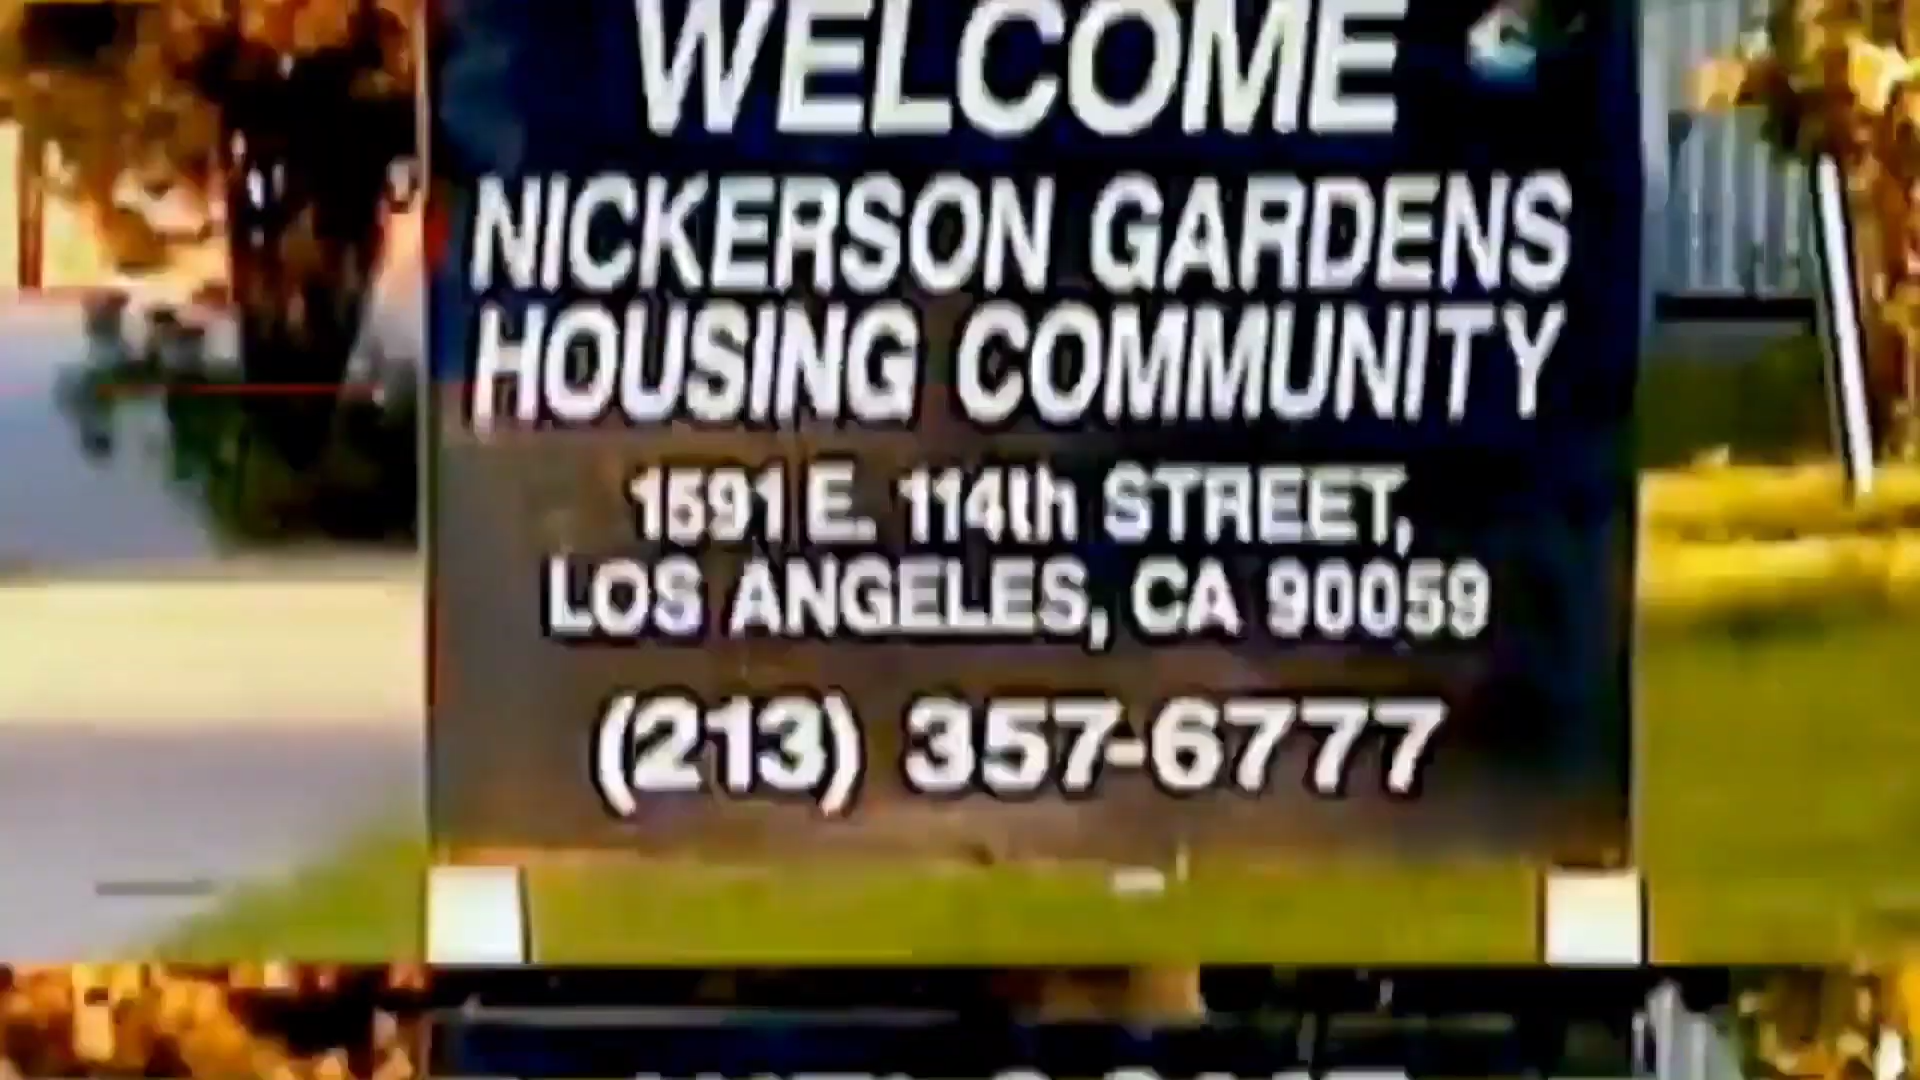 WELCOME
NICKERSON GARDENS
HOUSING COMMUNITY
1591 E. 114th STREET,
LOS ANGELES, CA 90059
(213) 357-6777